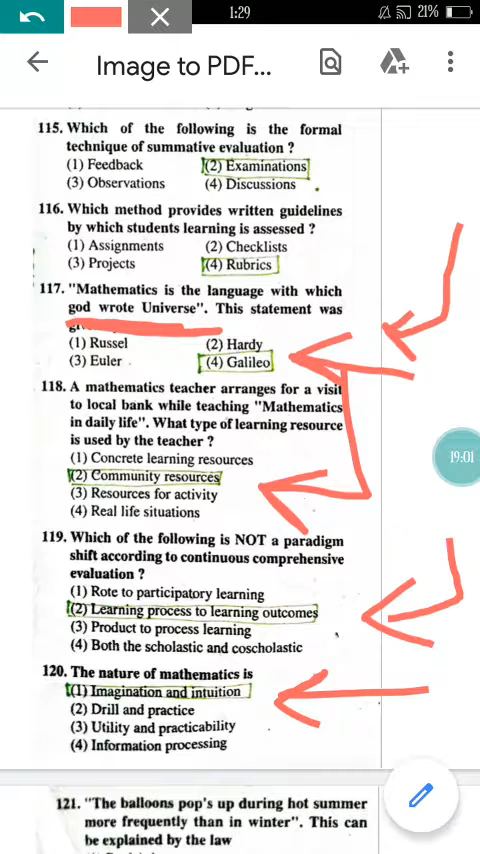 1:29
21%
Image to PDF...
115. Which of the following is the formal
technique of summative evaluation ?
(1) Feedback (2) Examinations
(3) Observations (4) Discussions
116. Which method provides written guidelines
by which students learning is assessed ?
(1) Assignments (2) Checklists
(3) Projects (4) Rubrics
117. "Mathematics is the language with which
god wrote Universe". This statement was
(1) Russel (2) Hardy
(3) Euler (4) Galileo
118. A mathematics teacher arranges for a visit
to local bank while teaching "Mathematics
in daily life". What type of learning resource
is used by the teacher ?
(1) Concrete learning resources
(2) Community resources
(3) Resources for activity
(4) Real life situations
19:01
119. Which of the following is NOT a paradigm
shift according to continuous comprehensive
evaluation ?
(1) Rote to participatory learning
(2) Learning process to learning outcomes
(3) Product to process learning
(4) Both the scholastic and coscholastic
120. The nature of mathematics is
(1) Imagination and intuition
(2) Drill and practice
(3) Utility and practicability
(4) Information processing
121. "The balloons pop's up during hot summer
more frequently than in winter". This can
be explained by the law